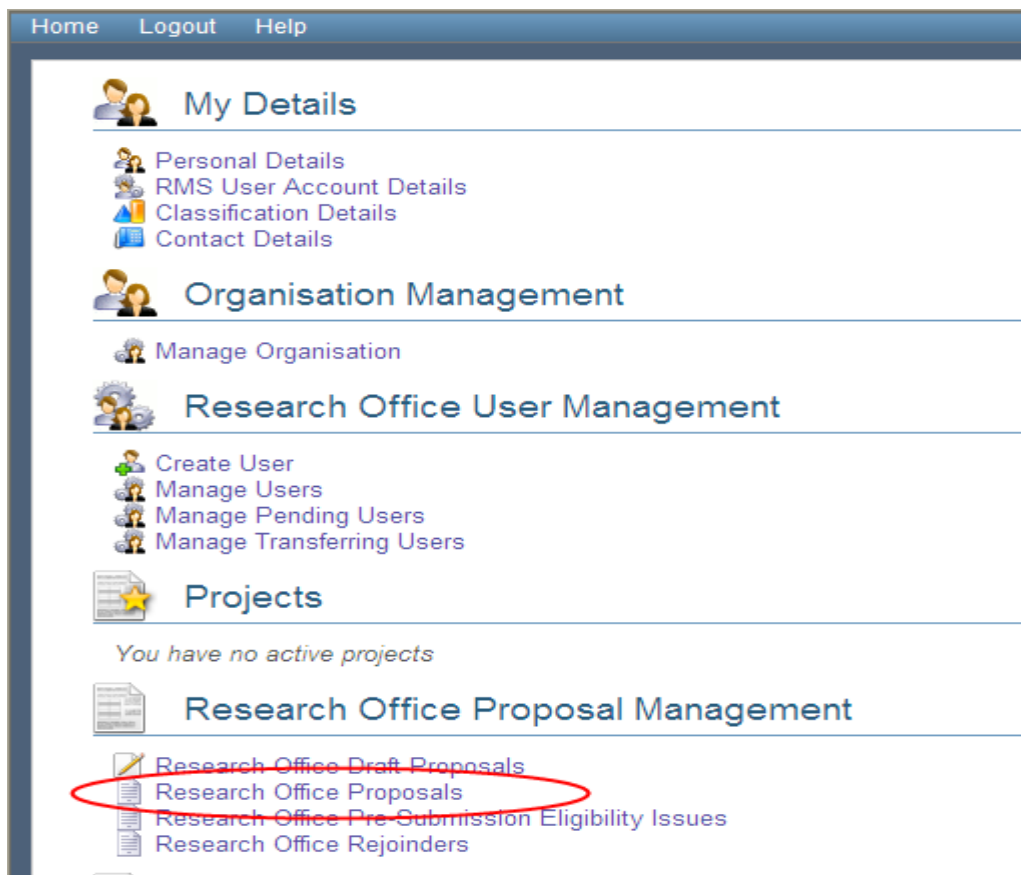 Home Logout Help
My Details
Personal Details
RMS User Account Details
Classification Details
Contact Details
Organisation Management
Manage Organisation
Research Office User Management
Create User
Manage Users
Manage Pending Users
Manage Transferring Users
Projects
You have no active projects
Research Office Proposal Management
Research Office Draft Proposals
Research Office Proposals
Research Office Pre-Submission Eligibility Issues
Research Office Rejoinders